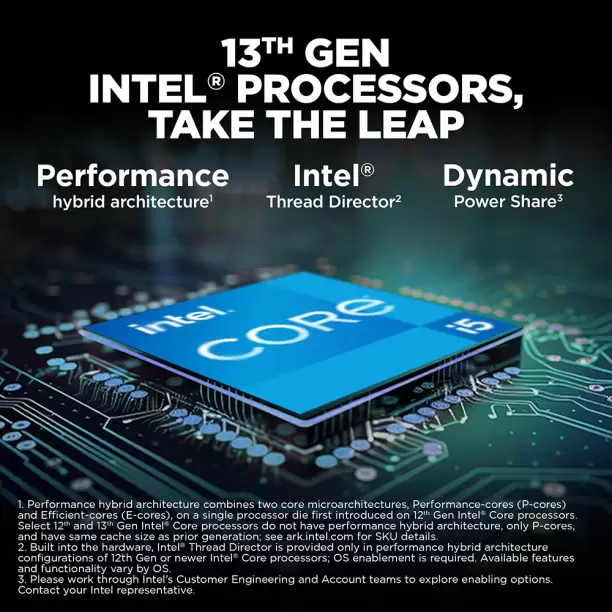 13TH GEN
INTEL® PROCESSORS,
TAKE THE LEAP
Performance
hybrid architecture¹
Intel®
Thread Director²
Dynamic
Power Share³
intel.
CORE
i5
1. Performance hybrid architecture combines two core microarchitectures, Performance-cores (P-cores)
and Efficient-cores (E-cores), on a single processor die first introduced on 12th Gen Intel® Core processors.
Select 12th and 13th Gen Intel® Core processors do not have performance hybrid architecture, only P-cores,
and have same cache size as prior generation; see ark.intel.com for SKU details.
2. Built into the hardware, Intel® Thread Director is provided only in performance hybrid architecture
configurations of 12th Gen or newer Intel® Core processors; OS enablement is required. Available features
and functionality vary by OS.
3. Please work through Intel's Customer Engineering and Account teams to explore enabling options.
Contact your Intel representative.